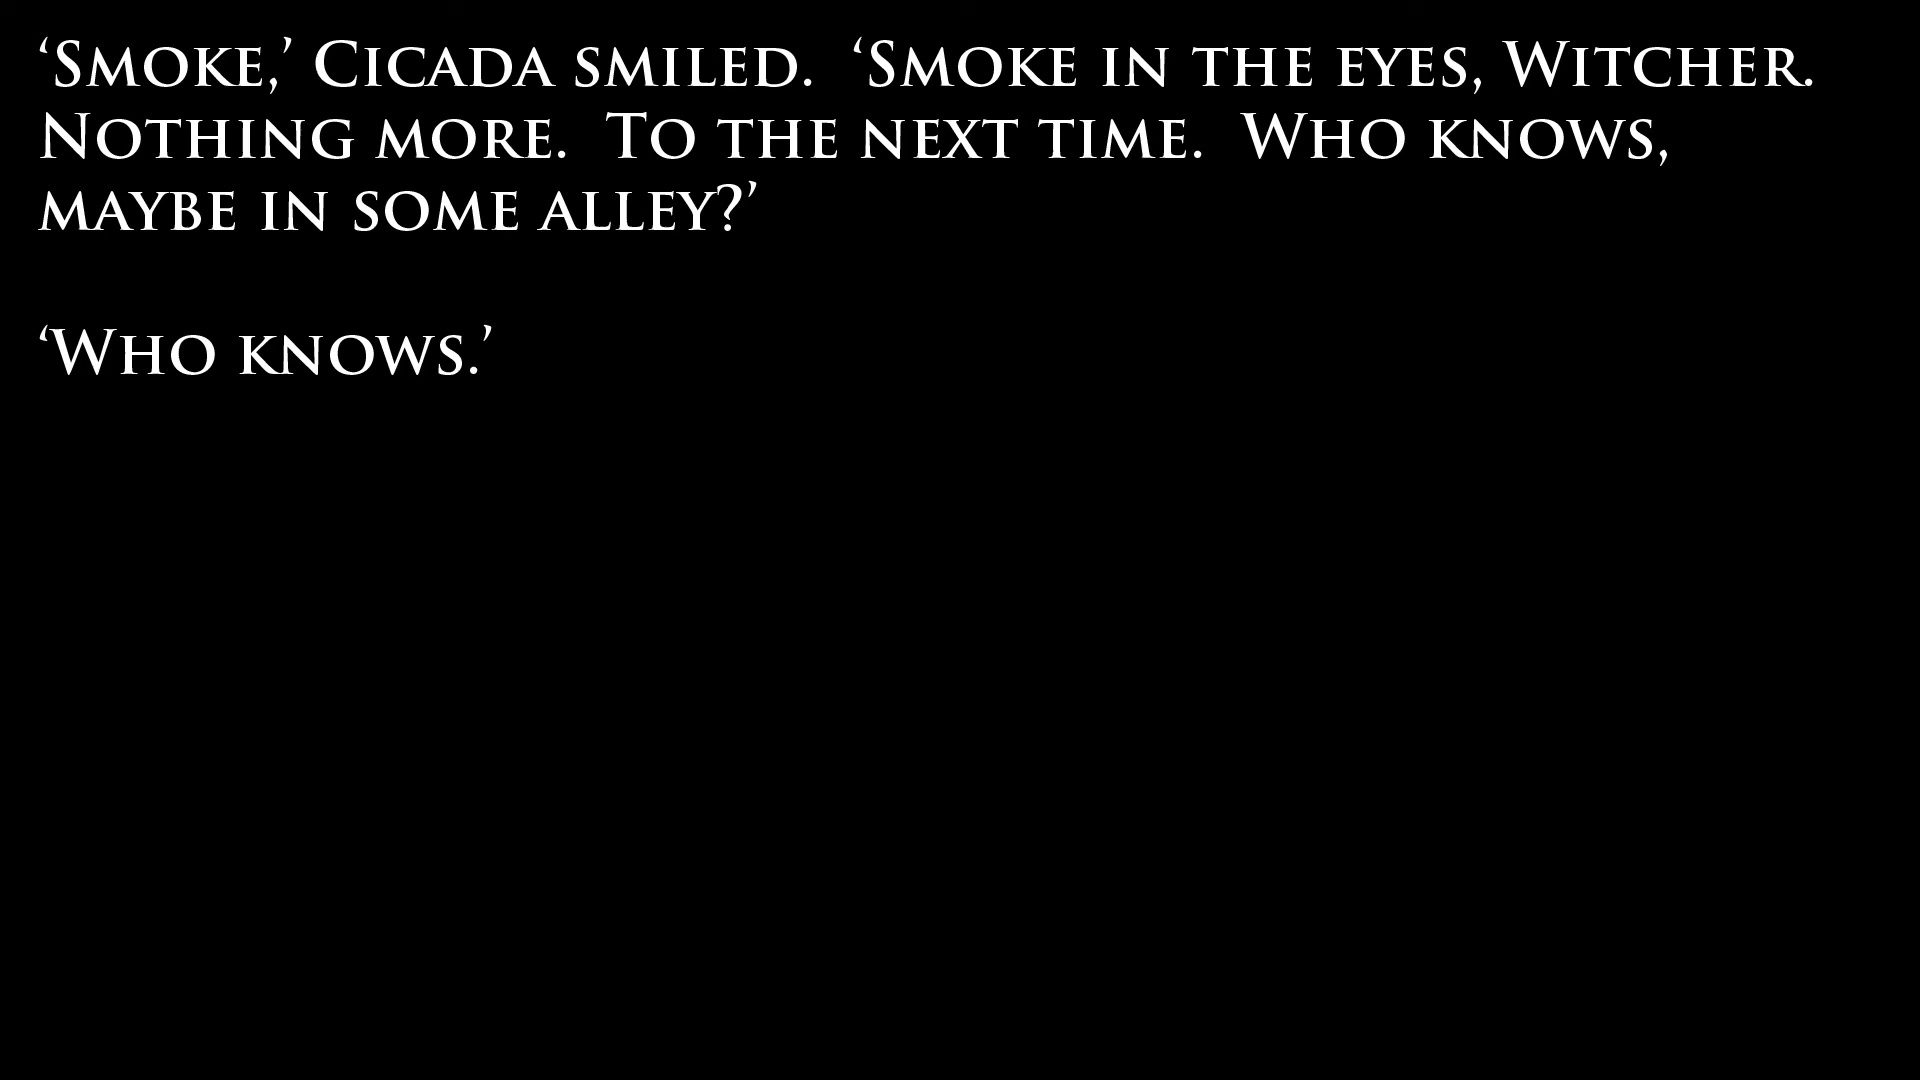 ‘Smoke,’ Cicada smiled.  ‘Smoke in the eyes, Witcher.
Nothing more.  To the next time.  Who knows,
maybe in some alley?’
‘Who knows.’